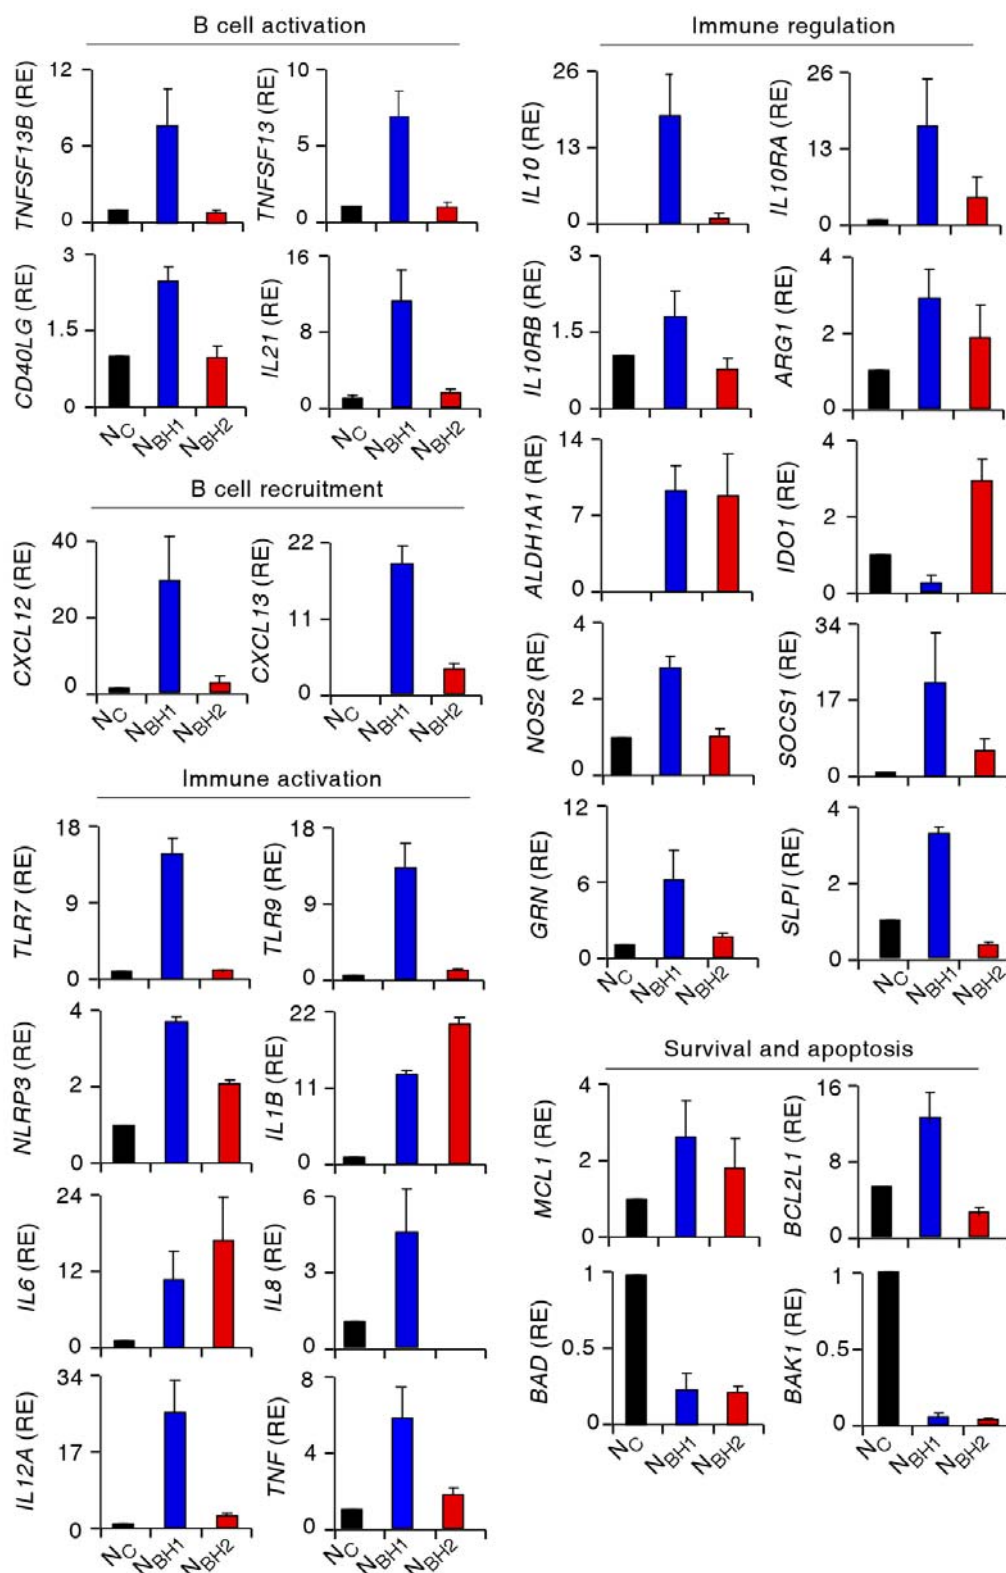 B cell activation
TNFSF13B (RE)
12
6
0
TNFSF13 (RE)
10
5
0
CD40LG (RE)
3
1.5
0
IL21 (RE)
16
8
0
NC NBH1 NBH2
NC NBH1 NBH2
B cell recruitment
CXCL12 (RE)
40
20
0
CXCL13 (RE)
22
11
0
NC NBH1 NBH2
NC NBH1 NBH2
Immune activation
TLR7 (RE)
18
9
0
TLR9 (RE)
18
9
0
NLRP3 (RE)
4
2
0
IL1B (RE)
22
11
0
IL6 (RE)
24
12
0
IL8 (RE)
6
3
0
IL12A (RE)
34
17
0
TNF (RE)
8
4
0
NC NBH1 NBH2
NC NBH1 NBH2
Immune regulation
IL10 (RE)
26
13
0
IL10RA (RE)
26
13
0
IL10RB (RE)
3
1.5
0
ARG1 (RE)
4
2
0
ALDH1A1 (RE)
14
7
0
IDO1 (RE)
4
2
0
NOS2 (RE)
4
2
0
SOCS1 (RE)
34
17
0
GRN (RE)
12
6
0
SLPI (RE)
4
2
0
NC NBH1 NBH2
NC NBH1 NBH2
Survival and apoptosis
MCL1 (RE)
4
2
0
BCL2L1 (RE)
16
8
0
BAD (RE)
1
0.5
0
BAK1 (RE)
1
0.5
0
NC NBH1 NBH2
NC NBH1 NBH2